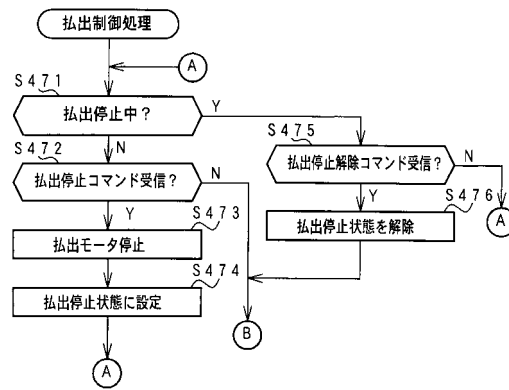 払出制御処理
A
S471
払出停止中?
Y
N
S472
払出停止コマンド受信?
N
Y
S473
払出モータ停止
S474
払出停止状態に設定
A
S475
払出停止解除コマンド受信?
N
Y
S476
払出停止状態を解除
A
B